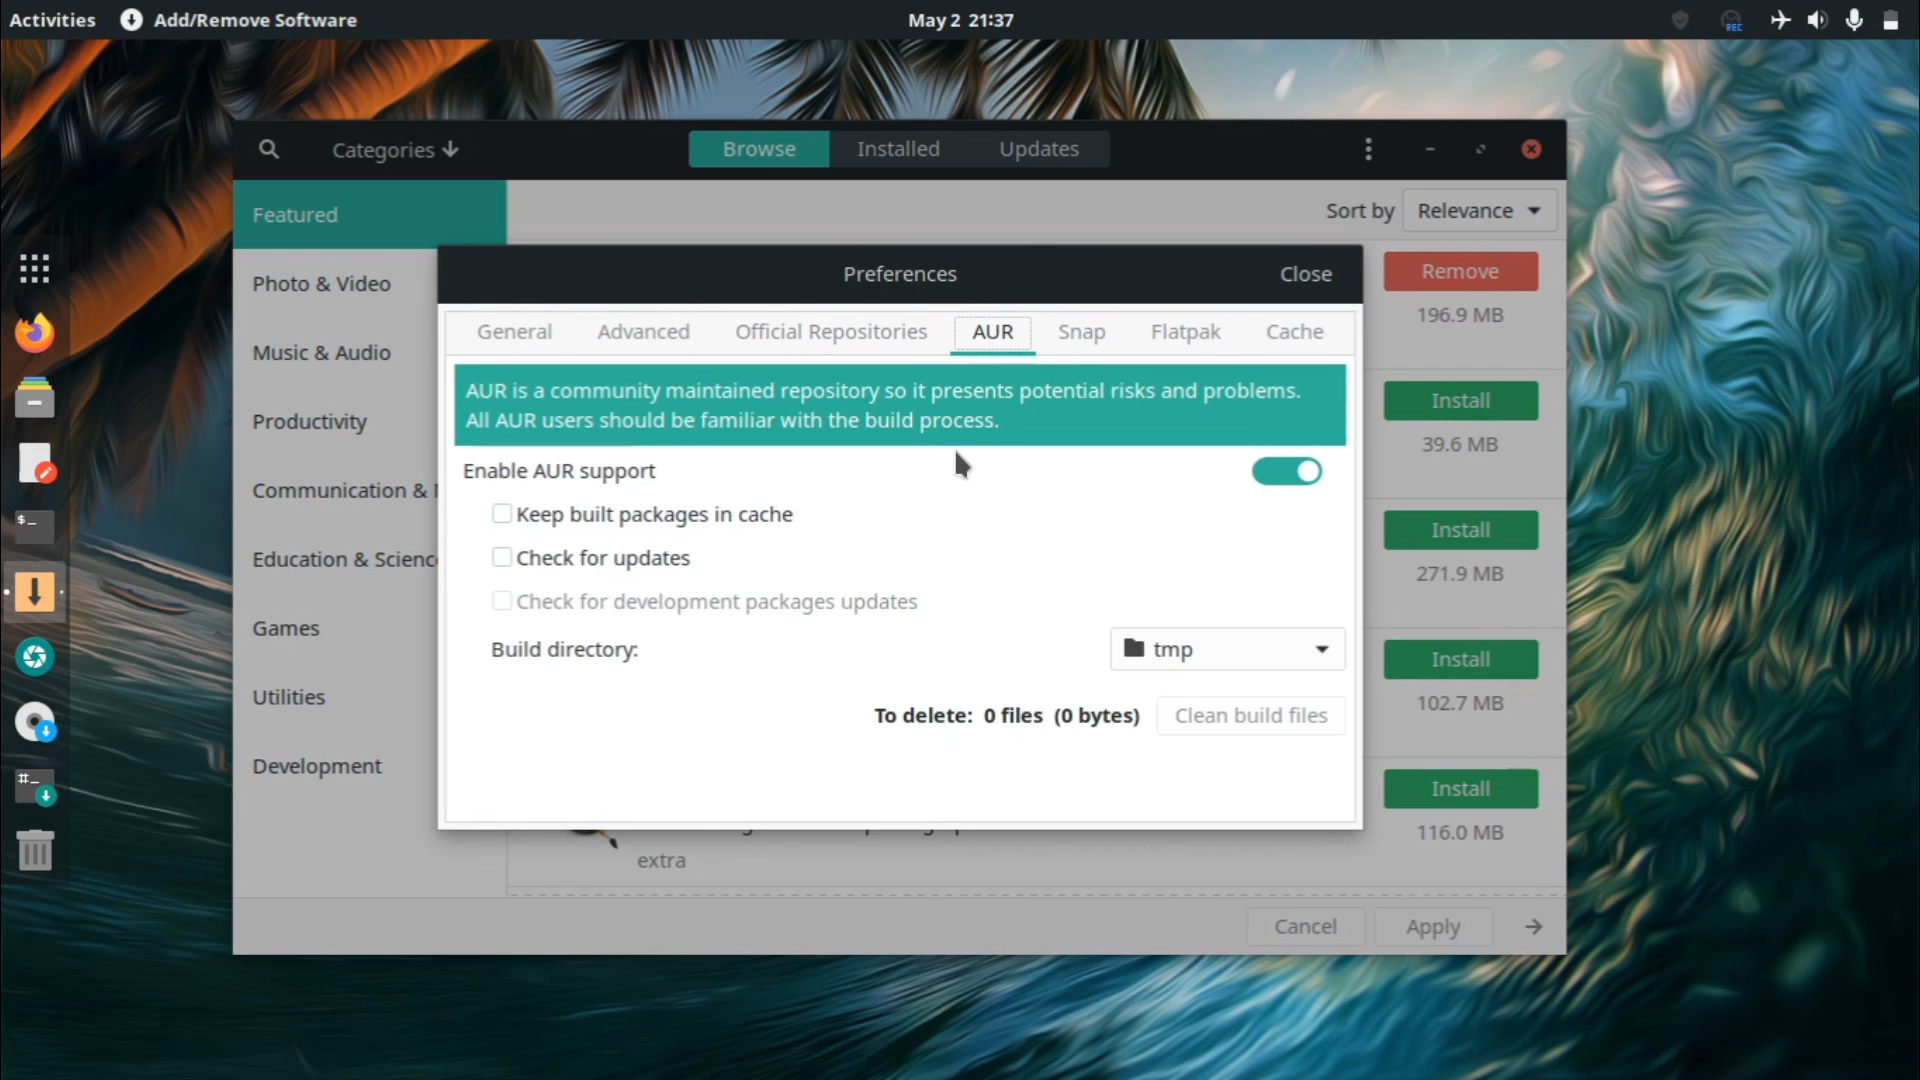 Activities
Add/Remove Software
May 2 21:37
REC
Categories
Browse
Installed
Updates
Featured
Sort by
Relevance
Photo & Video
Music & Audio
Productivity
Communication &
Education & Scienc
Games
Utilities
Development
Preferences
Close
General
Advanced
Official Repositories
AUR
Snap
Flatpak
Cache
AUR is a community maintained repository so it presents potential risks and problems.
All AUR users should be familiar with the build process.
Enable AUR support
Keep built packages in cache
Check for updates
Check for development packages updates
Build directory:
tmp
To delete: 0 files (0 bytes)
Clean build files
Remove
196.9 MB
Install
39.6 MB
Install
271.9 MB
Install
102.7 MB
Install
116.0 MB
extra
Cancel
Apply
$_
#_